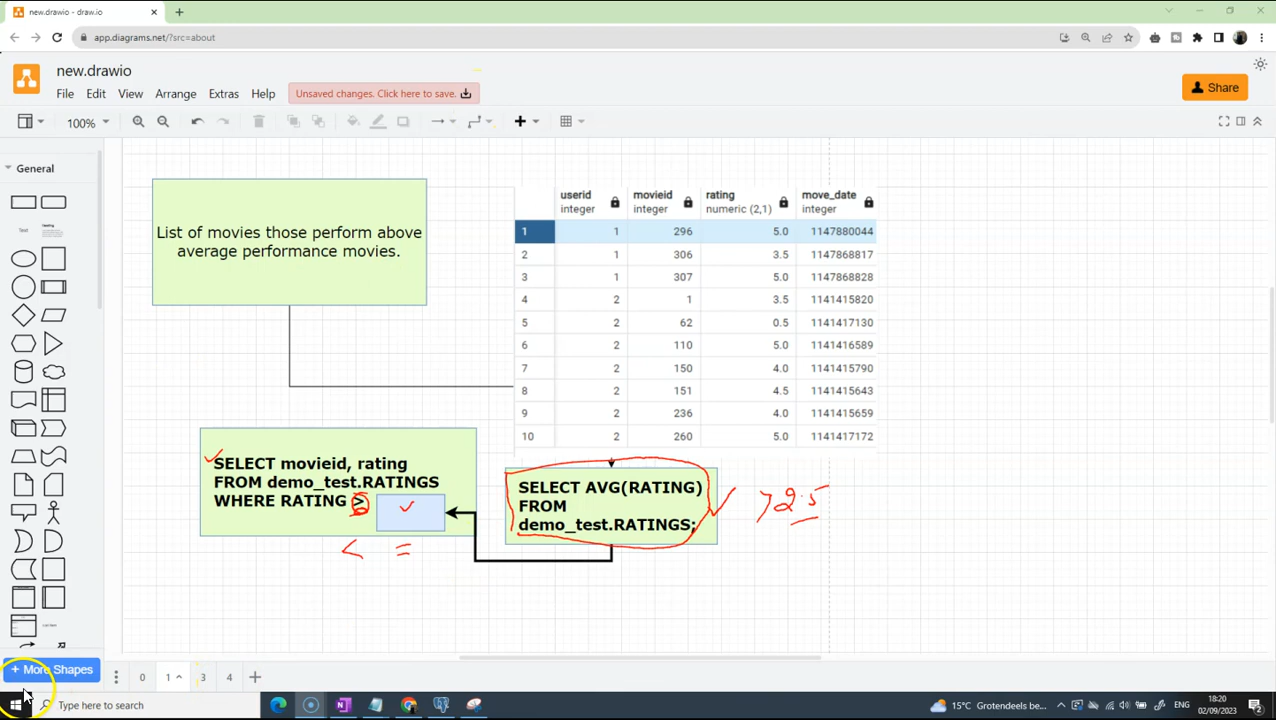 new.drawio - draw.io
app.diagrams.net/?src=about
new.drawio
File Edit View Arrange Extras Help
Unsaved changes. Click here to save.
Share
100%
General
Text
Heading
List of movies those perform above
average performance movies.
userid movieid rating move_date
integer integer numeric (2,1) integer
1 1 296 5.0 1147880044
2 1 306 3.5 1147868817
3 1 307 5.0 1147868828
4 2 1 3.5 1141415820
5 2 62 0.5 1141417130
6 2 110 5.0 1141416589
7 2 150 4.0 1141415790
8 2 151 4.5 1141415643
9 2 236 4.0 1141415659
10 2 260 5.0 1141417172
SELECT movieid, rating
FROM demo_test.RATINGS
WHERE RATING >
< =
SELECT AVG(RATING)
FROM
demo_test.RATINGS;
>2.5
+ More Shapes
0 1 3 4
Type here to search
15°C Grotendeels be...
18:20
02/09/2023
2